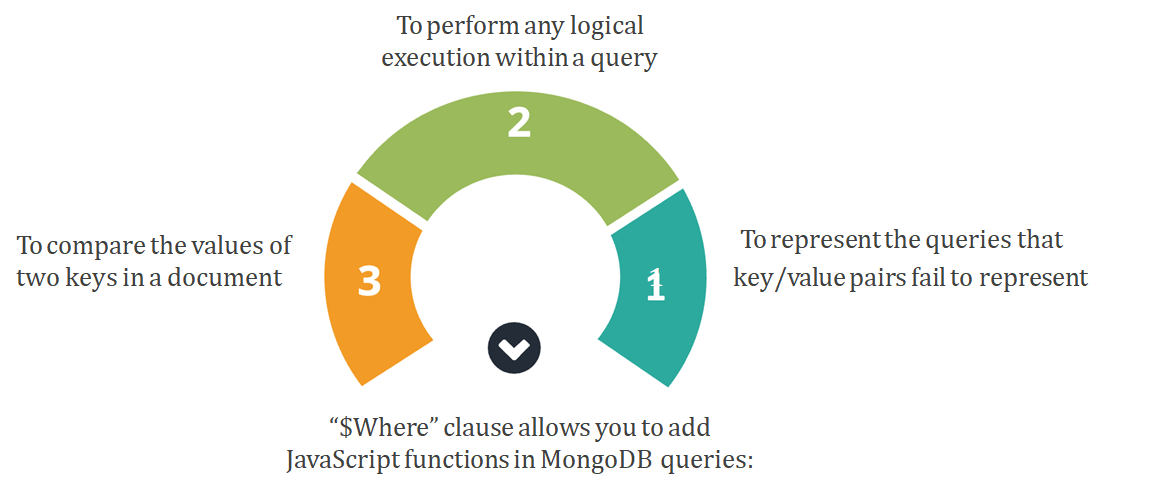 To perform any logical
execution within a query
2
3
1
To compare the values of
two keys in a document
To represent the queries that
key/value pairs fail to represent
“$Where” clause allows you to add
JavaScript functions in MongoDB queries: